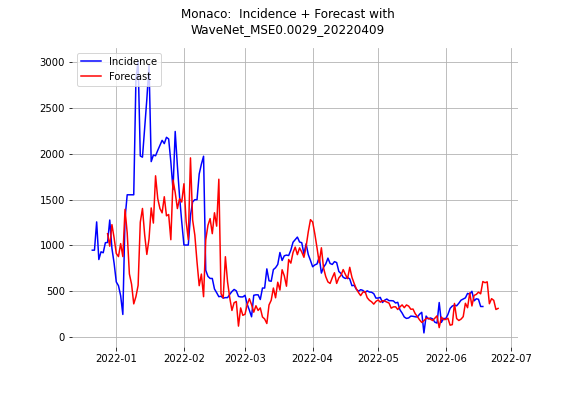 Monaco:  Incidence + Forecast with
WaveNet_MSE0.0029_20220409
Incidence
Forecast
3000
2500
2000
1500
1000
500
0
2022-01 2022-02 2022-03 2022-04 2022-05 2022-06 2022-07